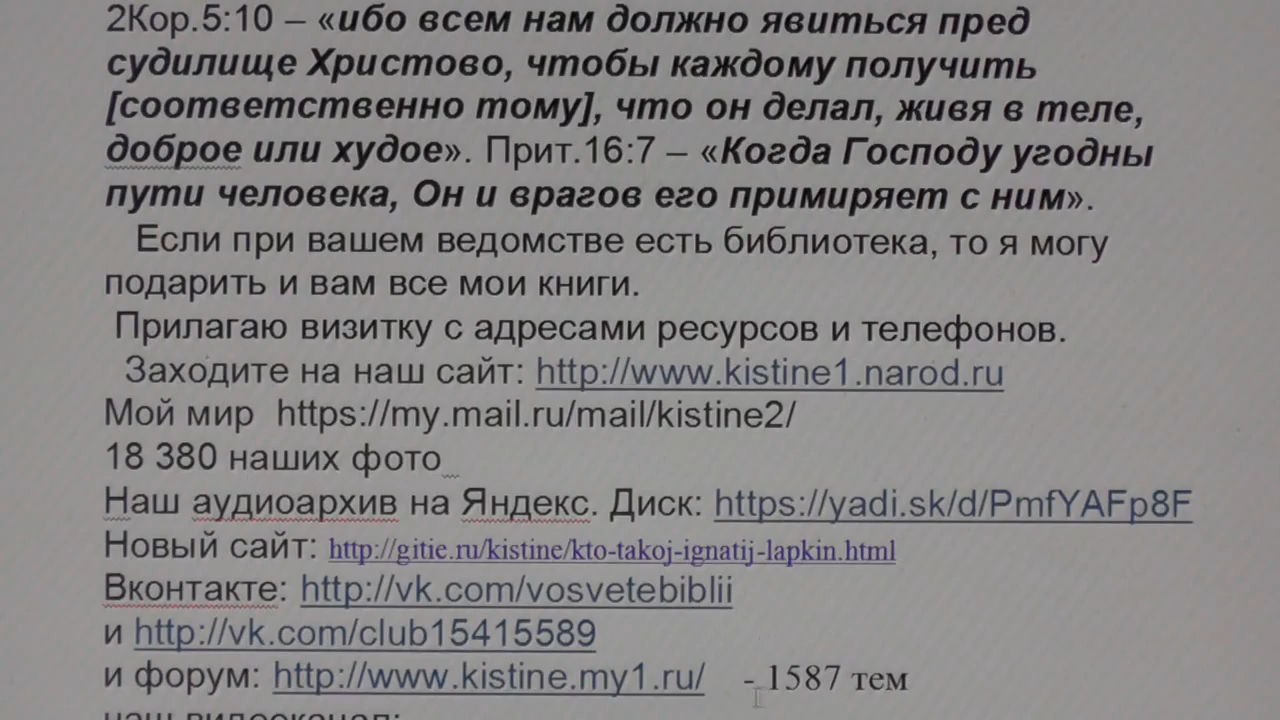 2Кор.5:10 – «ибо всем нам должно явиться пред
судилище Христово, чтобы каждому получить
[соответственно тому], что он делал, живя в теле,
доброе или худое». Прит.16:7 – «Когда Господу угодны
пути человека, Он и врагов его примиряет с ним».
Если при вашем ведомстве есть библиотека, то я могу
подарить и вам все мои книги.
Прилагаю визитку с адресами ресурсов и телефонов.
Заходите на наш сайт: http://www.kistine1.narod.ru
Мой мир https://my.mail.ru/mail/kistine2/
18 380 наших фото
Наш аудиоархив на Яндекс. Диск: https://yadi.sk/d/PmfYAFp8F
Новый сайт: http://gitie.ru/kistine/kto-takoj-ignatij-lapkin.html
Вконтакте: http://vk.com/vosvetebiblii
и http://vk.com/club15415589
и форум: http://www.kistine.my1.ru/ - 1587 тем
наш видеоканал: